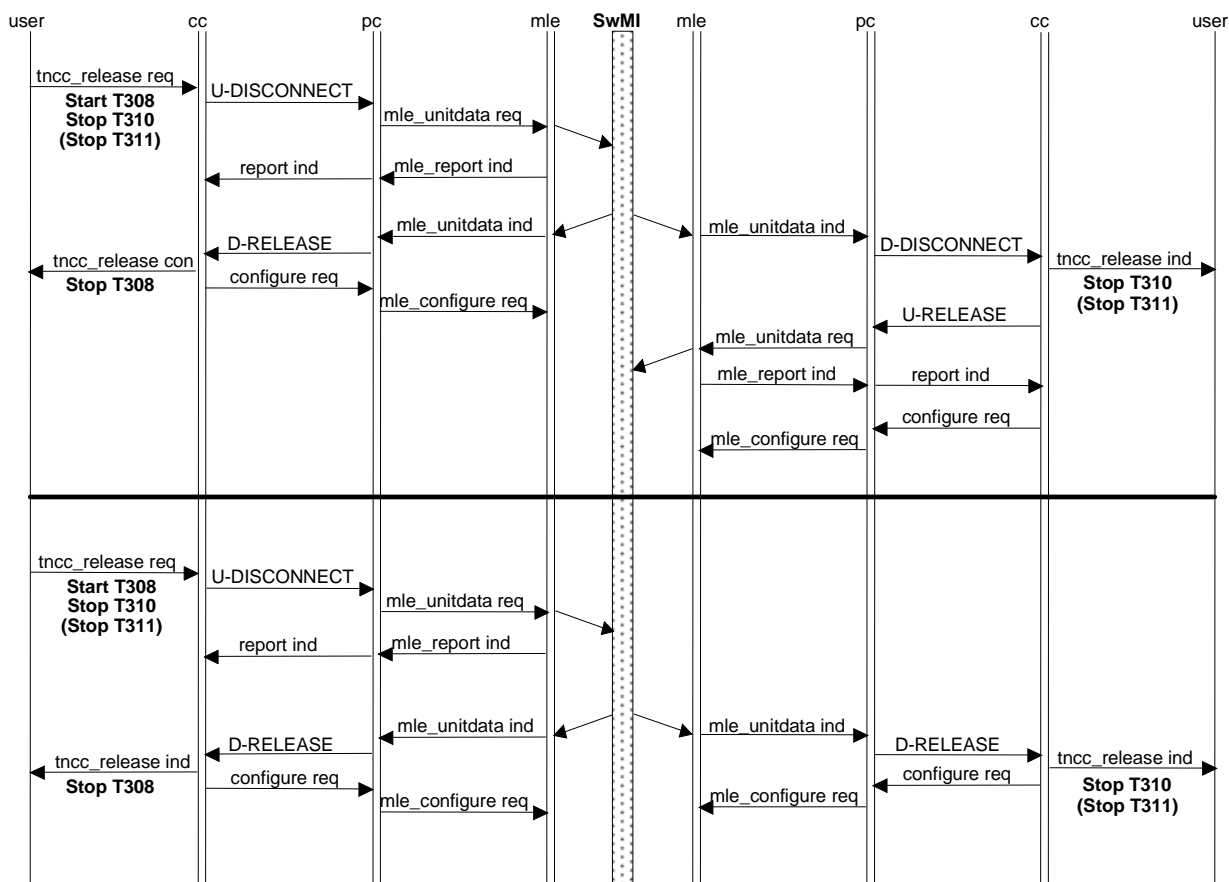 user cc pc mle SwMI mle pc cc user
tncc_release req
U-DISCONNECT
Start T308
Stop T310
(Stop T311)
mle_unitdata req
report ind
mle_report ind
mle_unitdata ind
mle_unitdata ind
D-RELEASE
D-DISCONNECT
tncc_release con
tncc_release ind
Stop T308
configure req
Stop T310
(Stop T311)
mle_configure req
U-RELEASE
mle_unitdata req
mle_report ind
report ind
configure req
mle_configure req
tncc_release req
U-DISCONNECT
Start T308
Stop T310
(Stop T311)
mle_unitdata req
report ind
mle_report ind
mle_unitdata ind
mle_unitdata ind
D-RELEASE
D-RELEASE
tncc_release ind
tncc_release ind
Stop T308
configure req
configure req
Stop T310
(Stop T311)
mle_configure req
mle_configure req